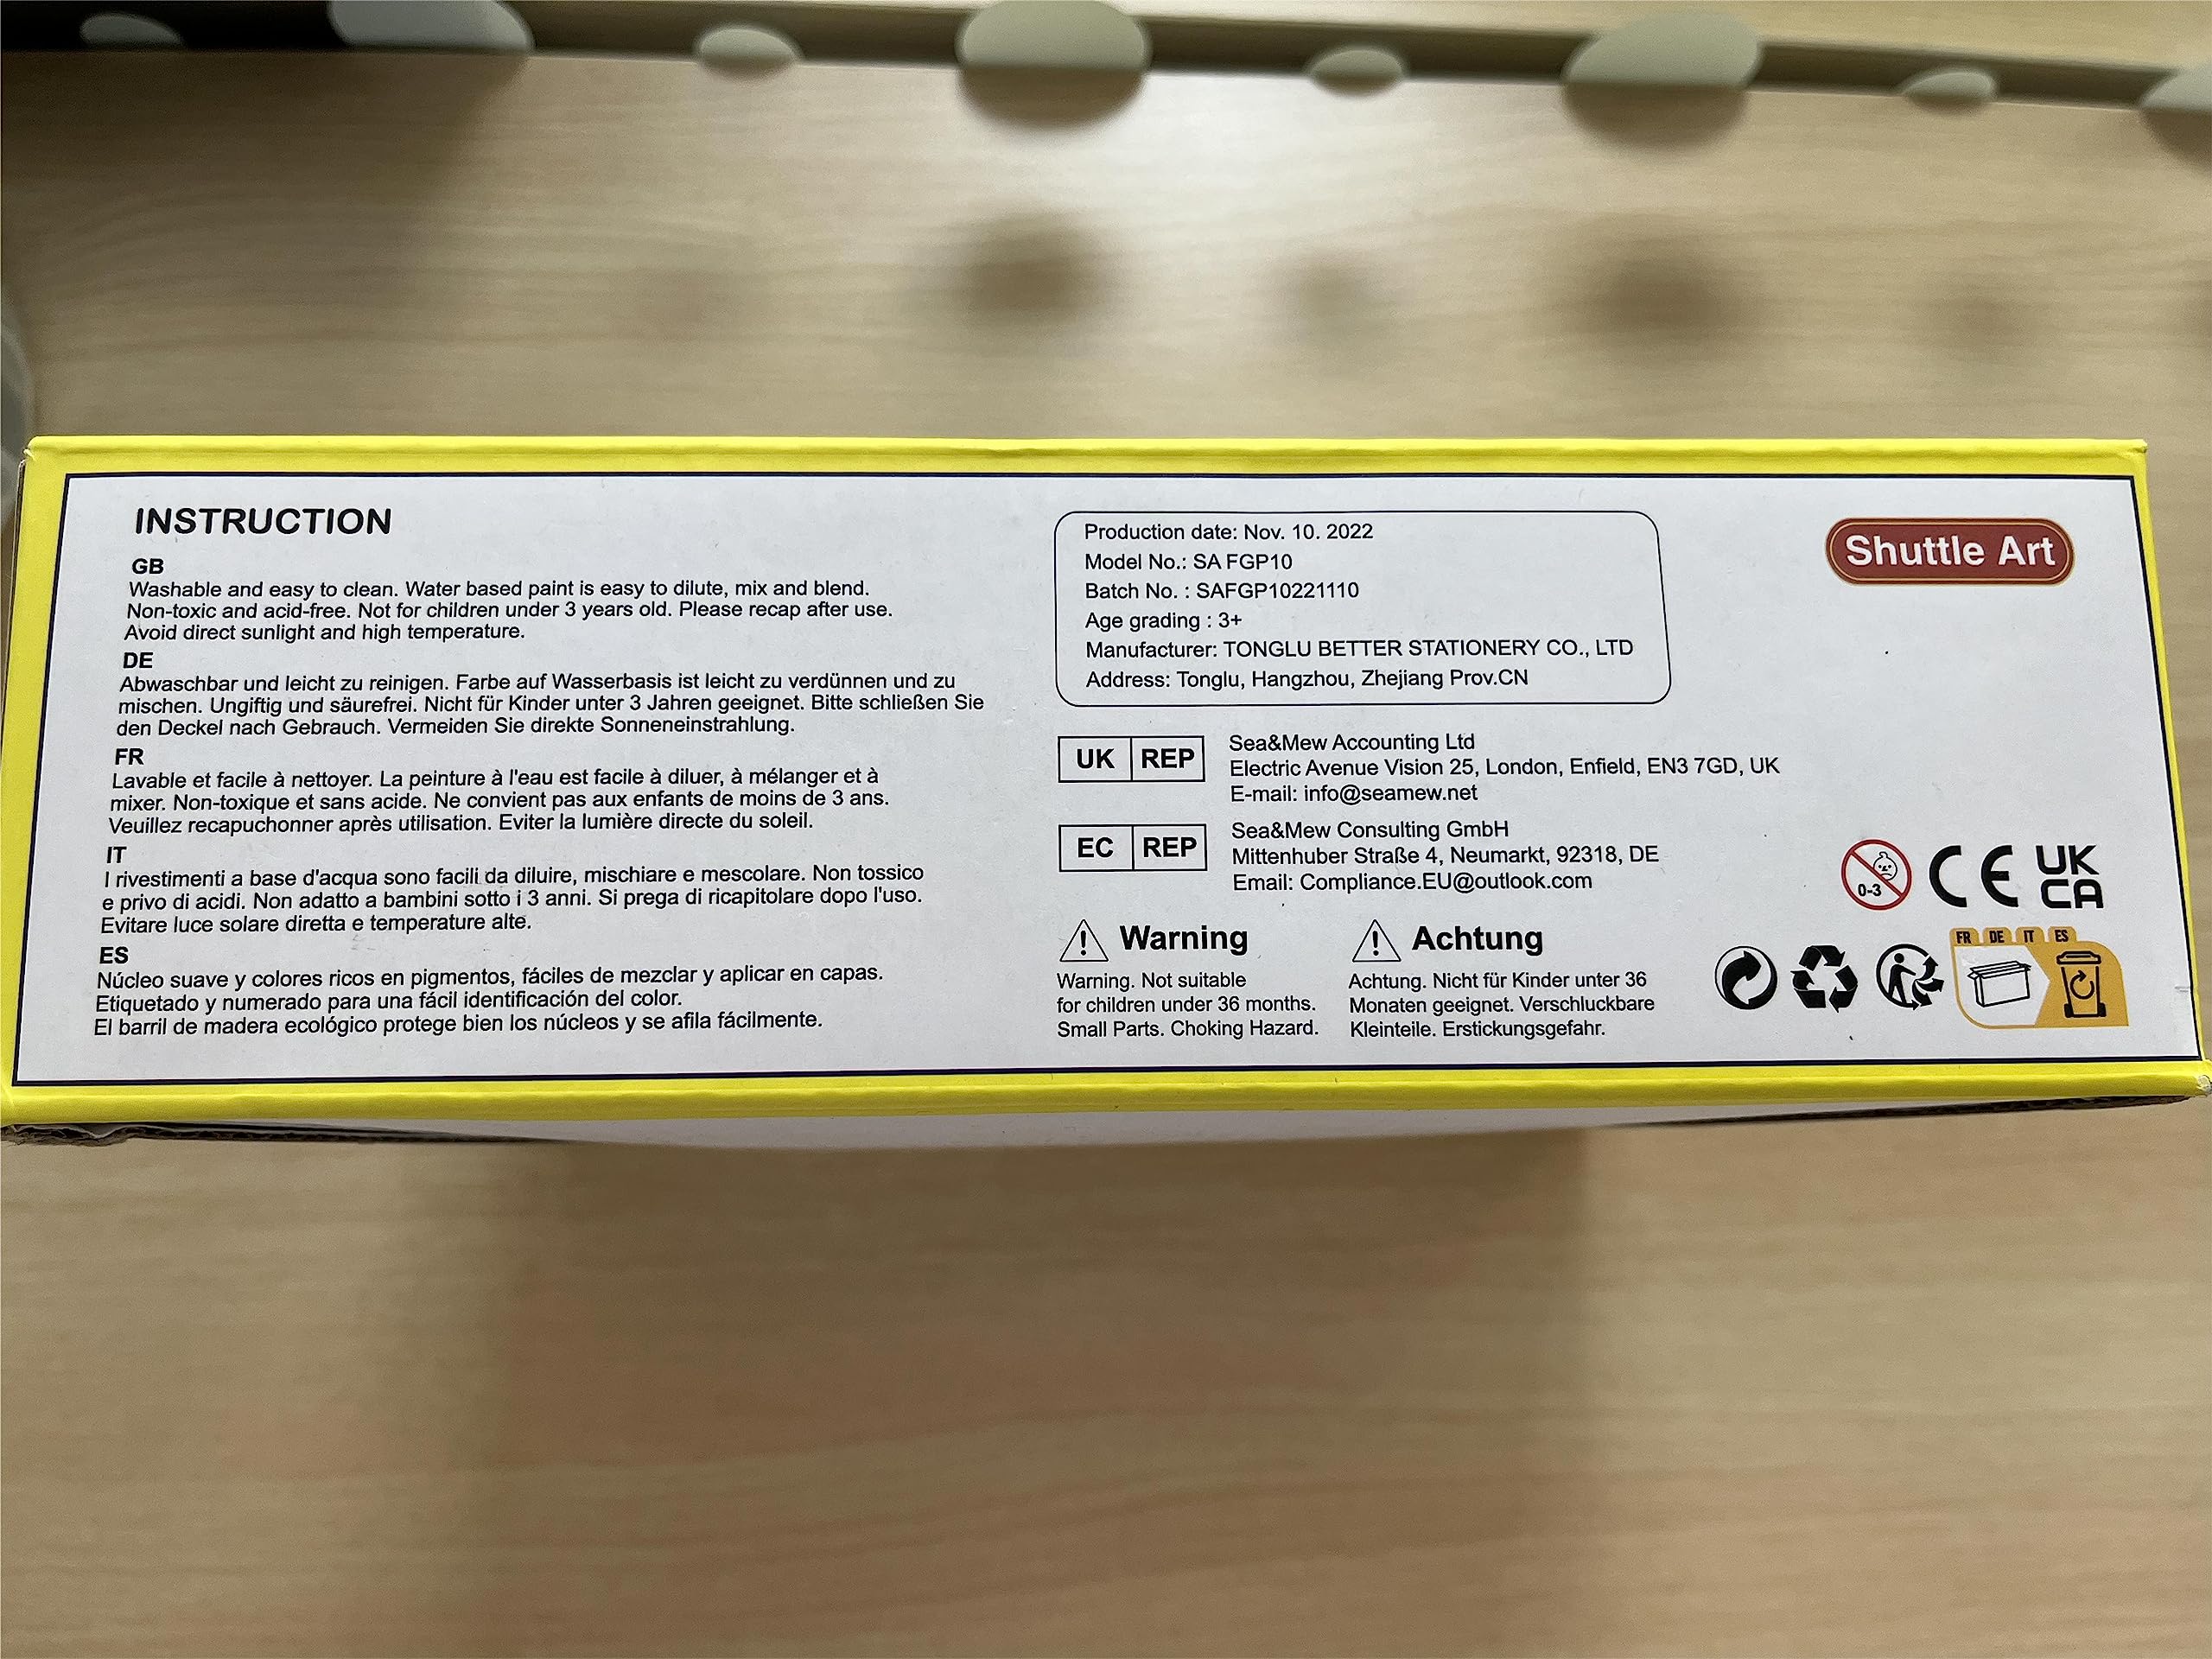 INSTRUCTION
GB
Washable and easy to clean. Water based paint is easy to dilute, mix and blend.
Non-toxic and acid-free. Not for children under 3 years old. Please recap after use.
Avoid direct sunlight and high temperature.
DE
Abwaschbar und leicht zu reinigen. Farbe auf Wasserbasis ist leicht zu verdünnen und zu
mischen. Ungiftig und säurefrei. Nicht für Kinder unter 3 Jahren geeignet. Bitte schließen Sie
den Deckel nach Gebrauch. Vermeiden Sie direkte Sonneneinstrahlung.
FR
Lavable et facile à nettoyer. La peinture à l'eau est facile à diluer, à mélanger et à
mixer. Non-toxique et sans acide. Ne convient pas aux enfants de moins de 3 ans.
Veuillez recapuchonner après utilisation. Eviter la lumière directe du soleil.
IT
I rivestimenti a base d'acqua sono facili da diluire, mischiare e mescolare. Non tossico
e privo di acidi. Non adatto a bambini sotto i 3 anni. Si prega di ricapitolare dopo l'uso.
Evitare luce solare diretta e temperature alte.
ES
Núcleo suave y colores ricos en pigmentos, fáciles de mezclar y aplicar en capas.
Etiquetado y numerado para una fácil identificación del color.
El barril de madera ecológico protege bien los núcleos y se afila fácilmente.
Production date: Nov. 10. 2022
Model No.: SA FGP10
Batch No. : SAFGP10221110
Age grading : 3+
Manufacturer: TONGLU BETTER STATIONERY CO., LTD
Address: Tonglu, Hangzhou, Zhejiang Prov.CN
UK REP
Sea&Mew Accounting Ltd
Electric Avenue Vision 25, London, Enfield, EN3 7GD, UK
E-mail: info@seamew.net
EC REP
Sea&Mew Consulting GmbH
Mittenhuber Straße 4, Neumarkt, 92318, DE
Email: Compliance.EU@outlook.com
Warning
Warning. Not suitable
for children under 36 months.
Small Parts. Choking Hazard.
Achtung
Achtung. Nicht für Kinder unter 36
Monaten geeignet. Verschluckbare
Kleinteile. Erstickungsgefahr.
Shuttle Art
0-3
CE
UK
CA
FR DE IT ES